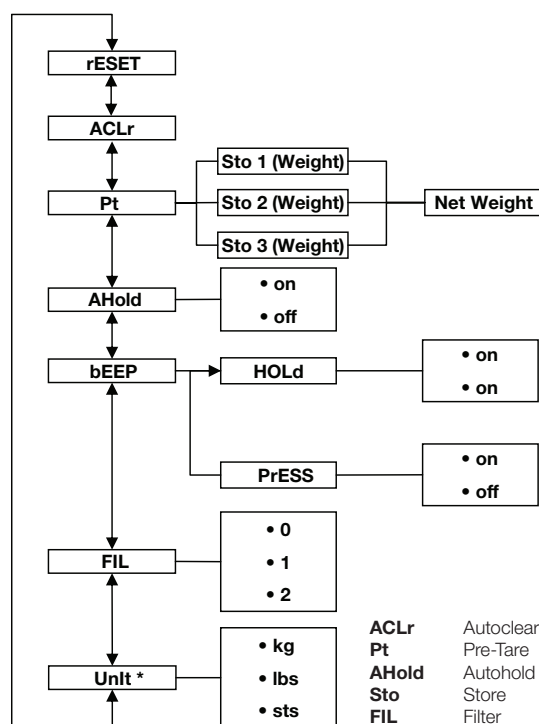 rESET
ACLr
Pt
Sto 1 (Weight)
Sto 2 (Weight)
Sto 3 (Weight)
Net Weight
AHold
• on
• off
bEEP
HOLd
• on
• on
PrESS
• on
• off
FIL
• 0
• 1
• 2
UnIt *
• kg
• lbs
• sts
ACLr Autoclear
Pt Pre-Tare
AHold Autohold
Sto Store
FIL Filter